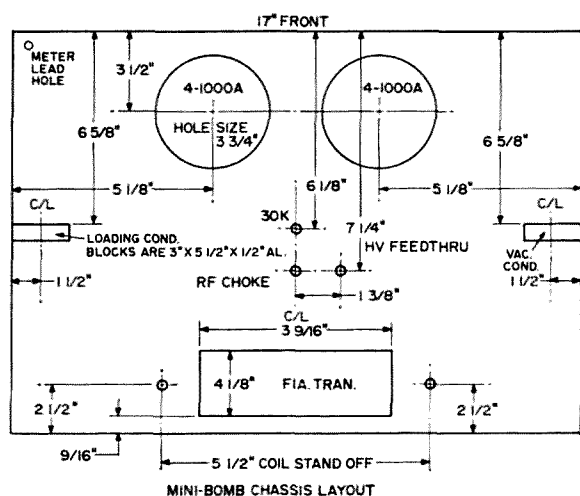 17" FRONT
METER
LEAD
HOLE
3 1/2"
4-1000A
4-1000A
HOLE SIZE
3 3/4"
6 5/8"
6 5/8"
5 1/8"
6 1/8"
5 1/8"
C/L
7 1/4"
C/L
30K
LOADING COND.
BLOCKS ARE 3" X 5 1/2" X 1/2" AL.
HV FEEDTHRU
VAC.
COND.
1 1/2"
RF CHOKE
1 1/2"
1 3/8"
C/L
3 9/16"
4 1/8"
FIA. TRAN.
2 1/2"
2 1/2"
9/16"
5 1/2" COIL STAND OFF
MINI-BOMB CHASSIS LAYOUT